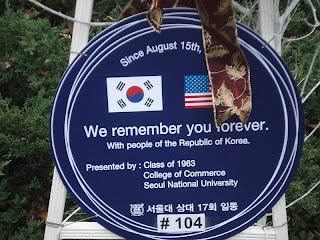 Since August 15th,
We remember you forever.
With people of the Republic of Korea.
Presented by : Class of 1963
College of Commerce
Seoul National University
서울대 상대 17회 일동
# 104